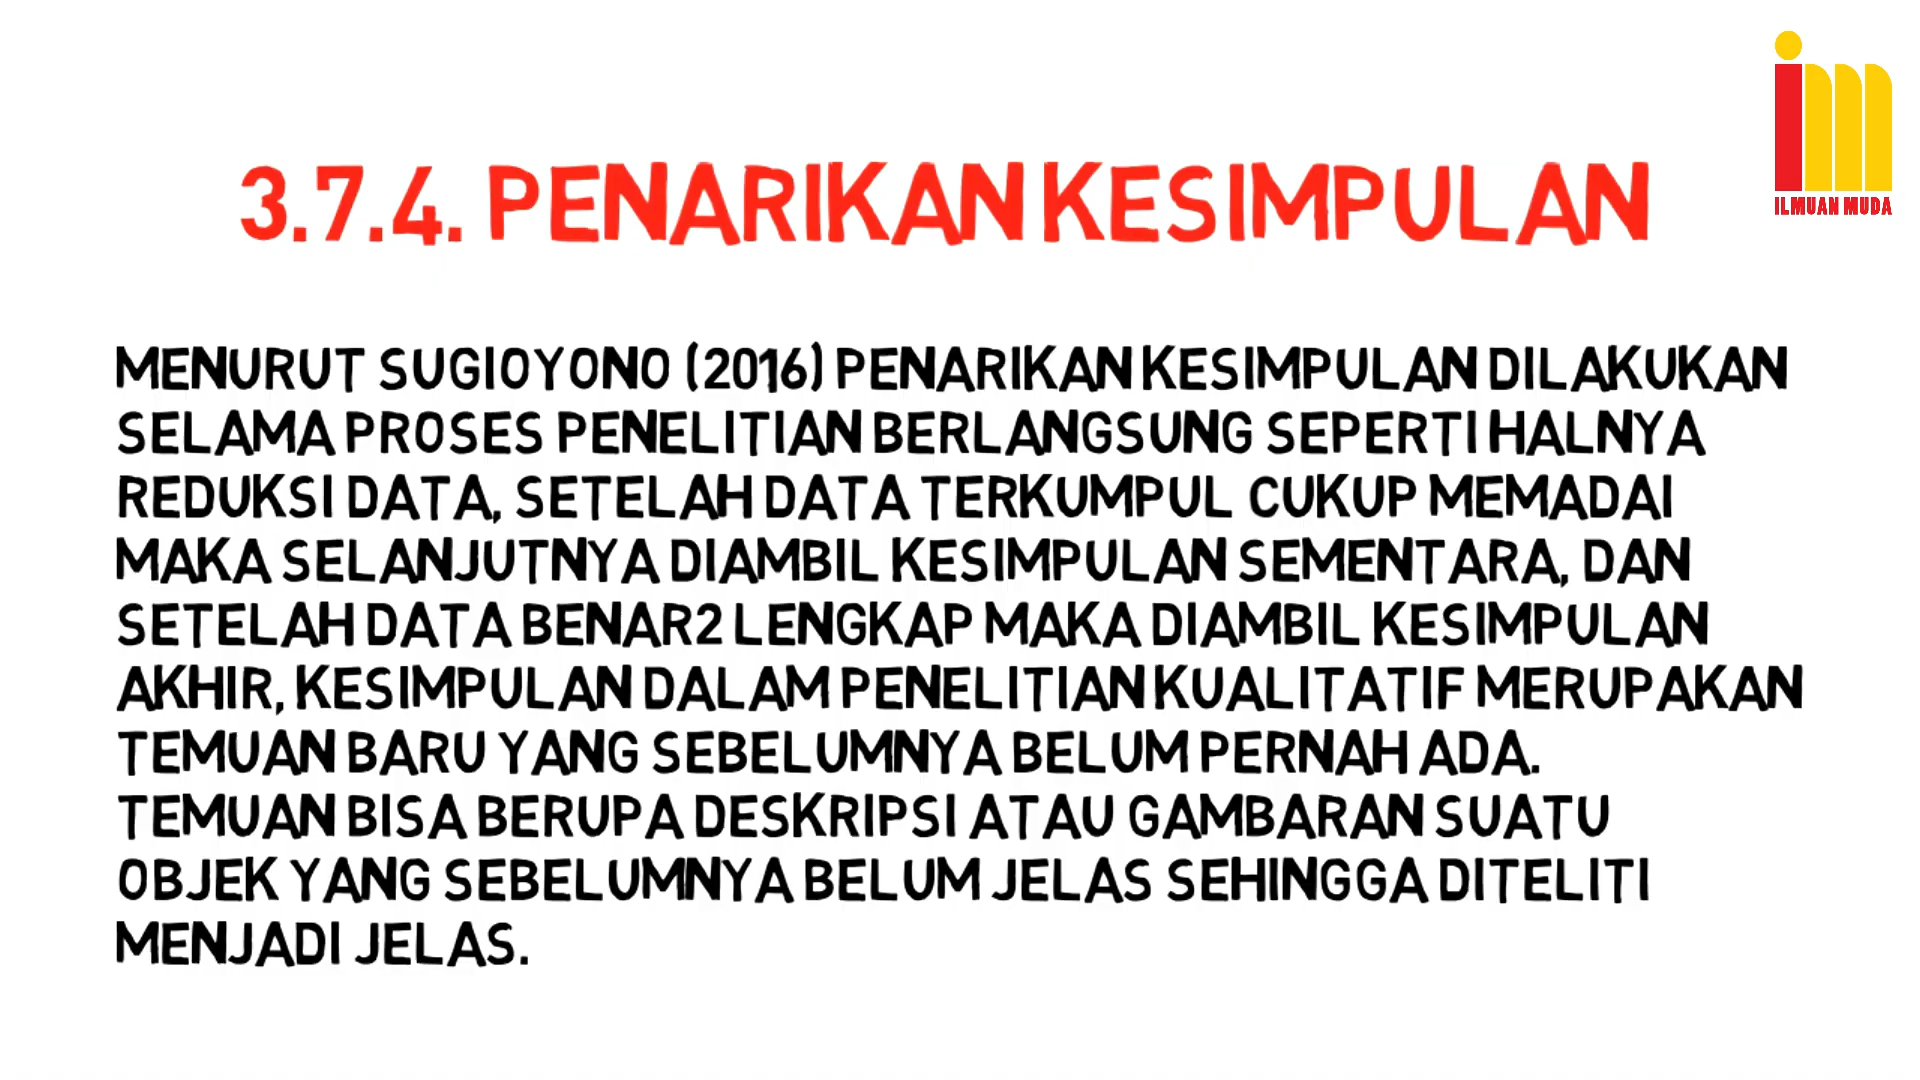 ILMUAN MUDA
3.7.4. PENARIKAN KESIMPULAN
MENURUT SUGIOYONO (2016) PENARIKAN KESIMPULAN DILAKUKAN
SELAMA PROSES PENELITIAN BERLANGSUNG SEPERTI HALNYA
REDUKSI DATA, SETELAH DATA TERKUMPUL CUKUP MEMADAI
MAKA SELANJUTNYA DIAMBIL KESIMPULAN SEMENTARA, DAN
SETELAH DATA BENAR2 LENGKAP MAKA DIAMBIL KESIMPULAN
AKHIR, KESIMPULAN DALAM PENELITIAN KUALITATIF MERUPAKAN
TEMUAN BARU YANG SEBELUMNYA BELUM PERNAH ADA.
TEMUAN BISA BERUPA DESKRIPSI ATAU GAMBARAN SUATU
OBJEK YANG SEBELUMNYA BELUM JELAS SEHINGGA DITELITI
MENJADI JELAS.